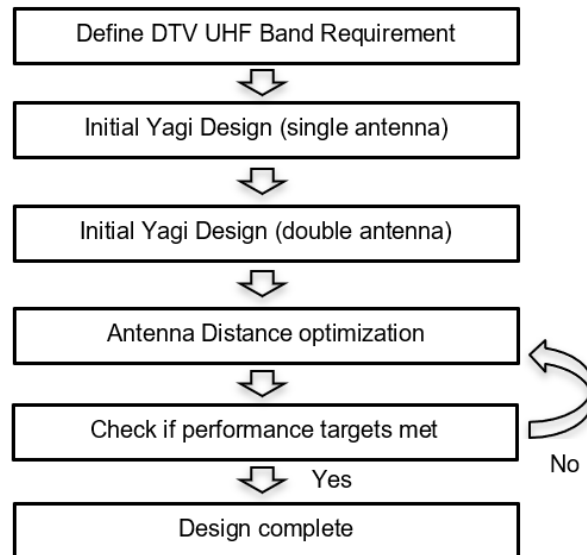 Define DTV UHF Band Requirement
Initial Yagi Design (single antenna)
Initial Yagi Design (double antenna)
Antenna Distance optimization
Check if performance targets met
No
Yes
Design complete